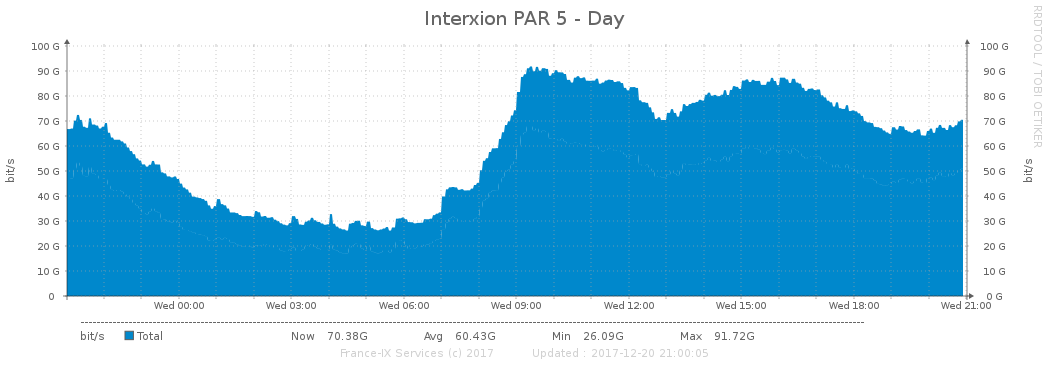 Interxion PAR 5 - Day
RRDTOOL / TOBI OETIKER
100 G 100 G
90 G 90 G
80 G 80 G
70 G 70 G
60 G 60 G
50 G 50 G
40 G 40 G
30 G 30 G
20 G 20 G
10 G 10 G
0 0 G
bit/s
bit/s
Wed 00:00 Wed 03:00 Wed 06:00 Wed 09:00 Wed 12:00 Wed 15:00 Wed 18:00 Wed 21:00
bit/s Total Now 70.38G Avg 60.43G Min 26.09G Max 91.72G
France-IX Services (c) 2017 Updated : 2017-12-20 21:00:05